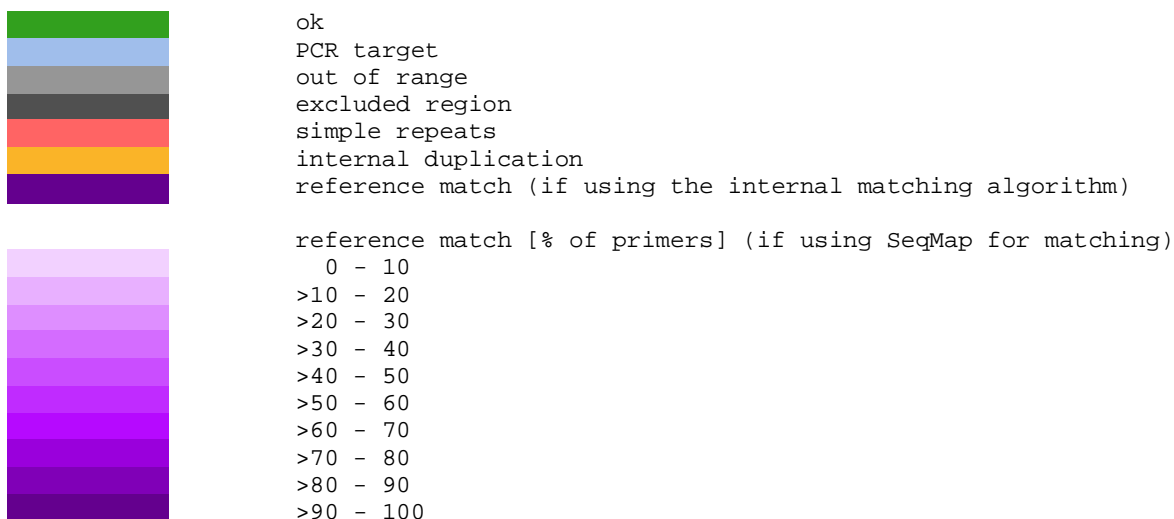 ok
PCR target
out of range
excluded region
simple repeats
internal duplication
reference match (if using the internal matching algorithm)
reference match [% of primers] (if using SeqMap for matching)
0 - 10
>10 - 20
>20 - 30
>30 - 40
>40 - 50
>50 - 60
>60 - 70
>70 - 80
>80 - 90
>90 - 100